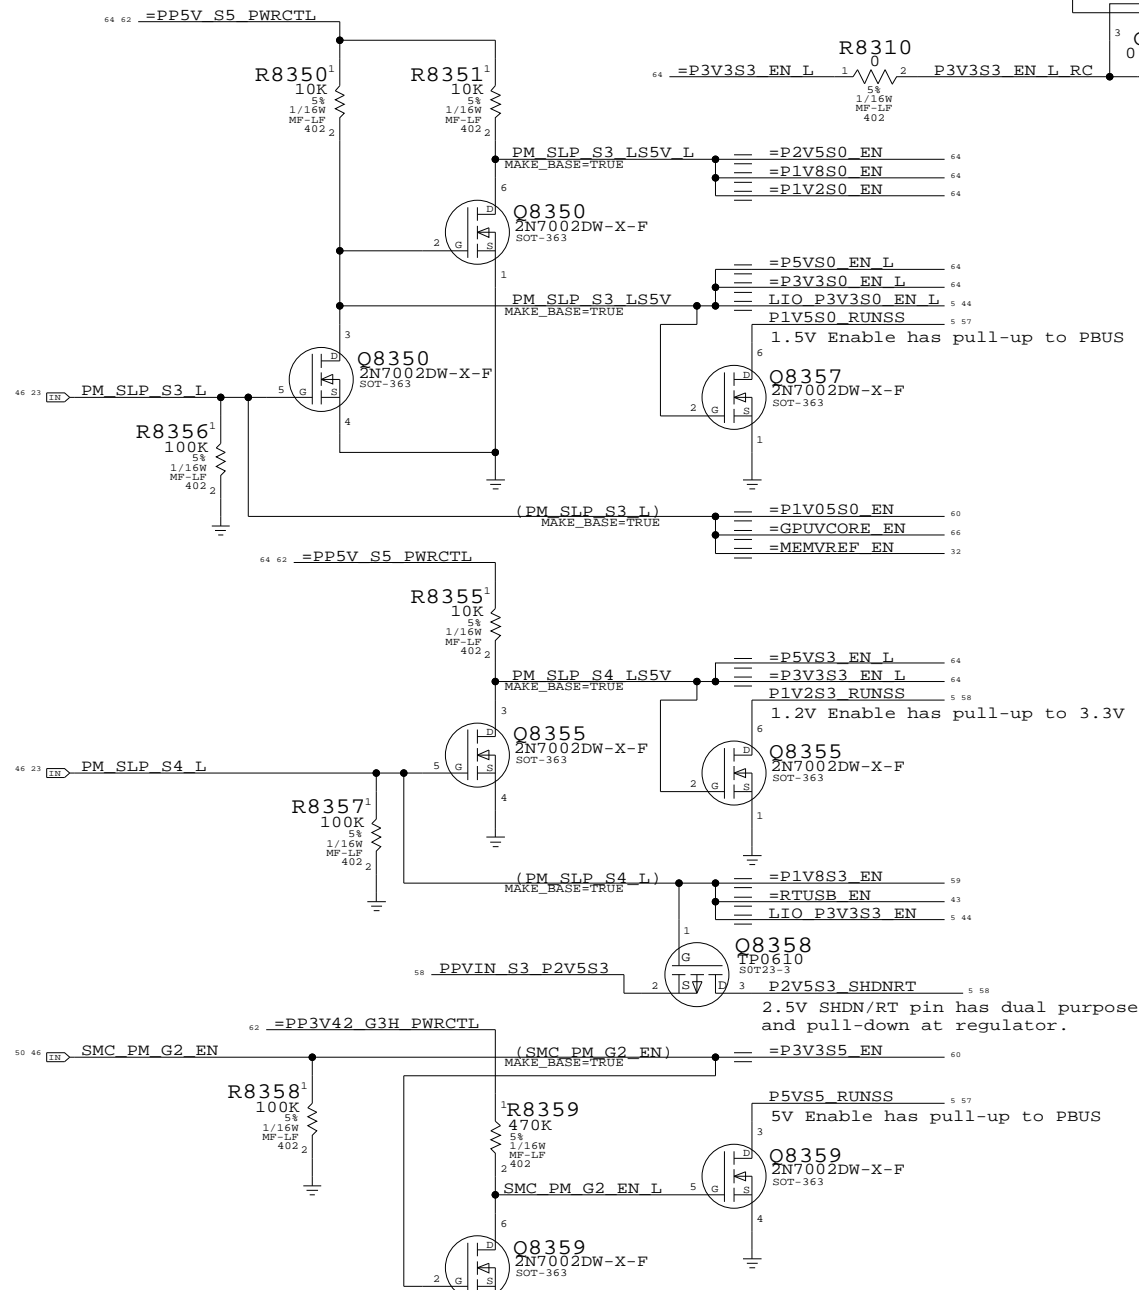 64 62 =PP5V_S5_PWRCTL
R8350 1
10K
5%
1/16W
MF-LF
402 2
R8351 1
10K
5%
1/16W
MF-LF
402 2
R8310
0
64 =P3V3S3_EN_L 1 2 P3V3S3_EN_L_RC
5%
1/16W
MF-LF
402
3
0
PM_SLP_S3_LS5V_L
MAKE_BASE=TRUE
=P2V5S0_EN 64
=P1V8S0_EN 64
=P1V2S0_EN 64
6
D
Q8350
2N7002DW-X-F
SOT-363
2 G S
1
=P5VS0_EN_L 64
=P3V3S0_EN_L 64
PM_SLP_S3_LS5V
MAKE_BASE=TRUE
LIO_P3V3S0_EN_L 5 44
P1V5S0_RUNSS 5 57
1.5V Enable has pull-up to PBUS
3
D
Q8350
2N7002DW-X-F
SOT-363
5 G S
4
6
D
Q8357
2N7002DW-X-F
SOT-363
2 G S
1
46 23 IN PM_SLP_S3_L
R8356 1
100K
5%
1/16W
MF-LF
402 2
(PM_SLP_S3_L)
MAKE_BASE=TRUE
=P1V05S0_EN 60
=GPUVCORE_EN 66
=MEMVREF_EN 32
64 62 =PP5V_S5_PWRCTL
R8355 1
10K
5%
1/16W
MF-LF
402 2
PM_SLP_S4_LS5V
MAKE_BASE=TRUE
=P5VS3_EN_L 64
=P3V3S3_EN_L 64
P1V2S3_RUNSS 5 58
1.2V Enable has pull-up to 3.3V
3
D
Q8355
2N7002DW-X-F
SOT-363
5 G S
4
6
D
Q8355
2N7002DW-X-F
SOT-363
2 G S
1
46 23 IN PM_SLP_S4_L
R8357 1
100K
5%
1/16W
MF-LF
402 2
(PM_SLP_S4_L)
MAKE_BASE=TRUE
=P1V8S3_EN 59
=RTUSB_EN 43
LIO_P3V3S3_EN 5 44
1
G
Q8358
TP0610
SOT23-3
58 PPVIN_S3_P2V5S3 2 S D 3 P2V5S3_SHDNRT 5 58
2.5V SHDN/RT pin has dual purpose
and pull-down at regulator.
62 =PP3V42_G3H_PWRCTL
50 46 IN SMC_PM_G2_EN
(SMC_PM_G2_EN)
MAKE_BASE=TRUE
=P3V3S5_EN 60
R8358 1
100K
5%
1/16W
MF-LF
402 2
1 R8359
470K
5%
1/16W
MF-LF
2 402
P5VS5_RUNSS 5 57
5V Enable has pull-up to PBUS
3
D
Q8359
2N7002DW-X-F
SOT-363
SMC_PM_G2_EN_L 5 G S
4
6
D
Q8359
2N7002DW-X-F
SOT-363
2 G S